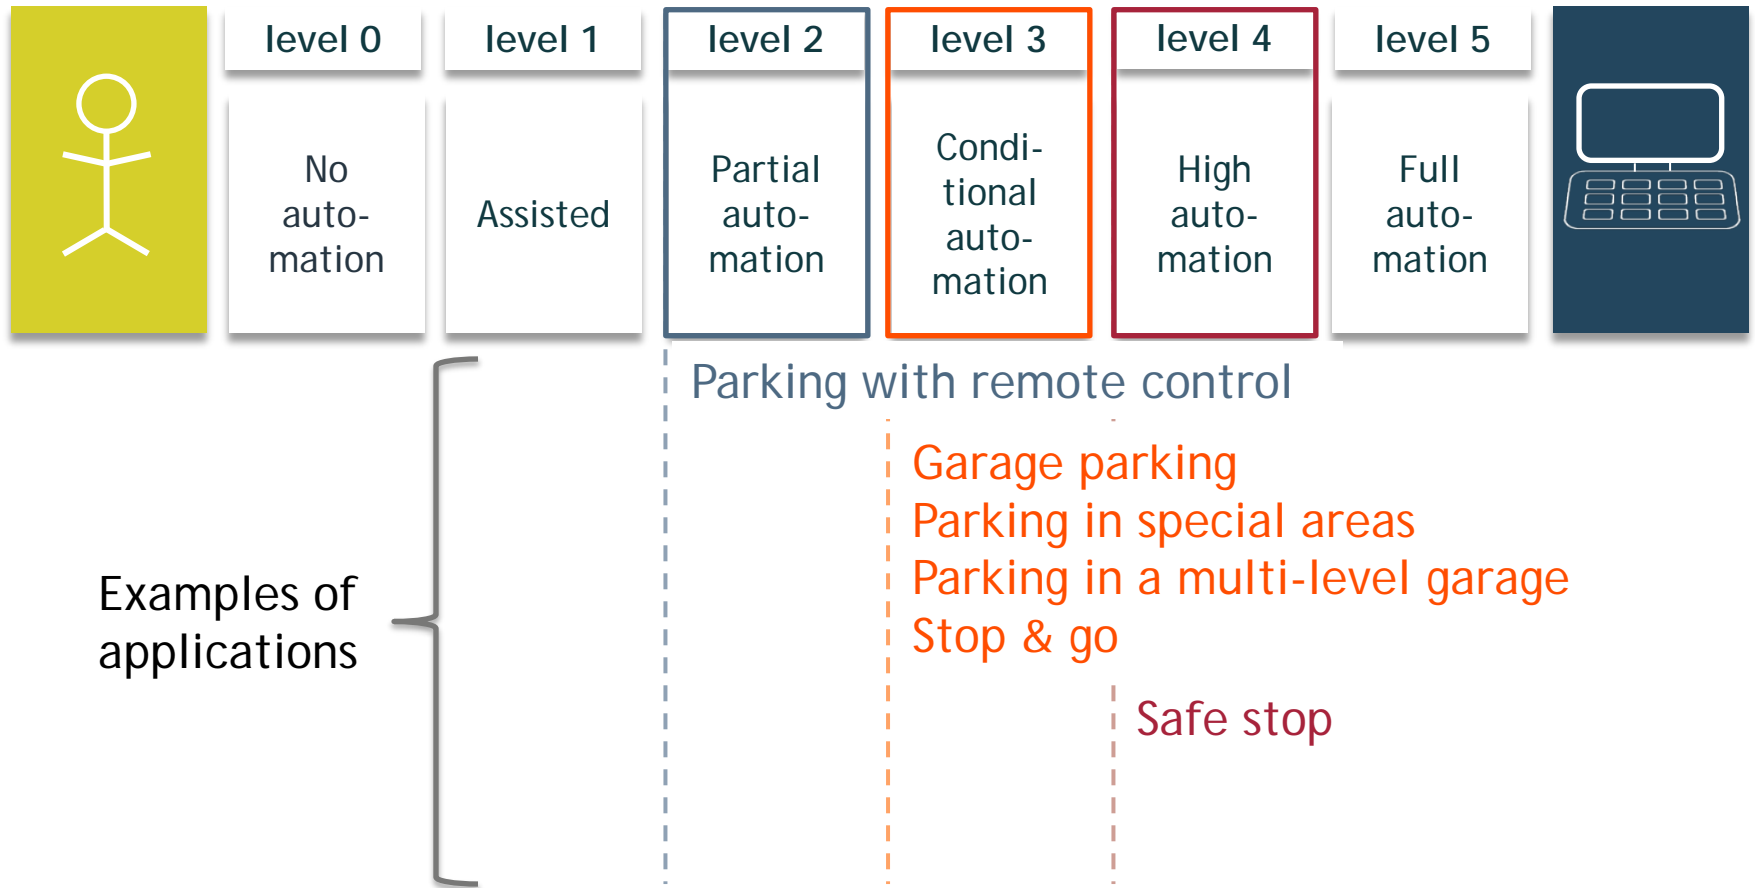 level 0
level 1
level 2
level 3
level 4
level 5
No
auto-
mation
Assisted
Partial
auto-
mation
Condi-
tional
auto-
mation
High
auto-
mation
Full
auto-
mation
Examples of
applications
Parking with remote control
Garage parking
Parking in special areas
Parking in a multi-level garage
Stop & go
Safe stop